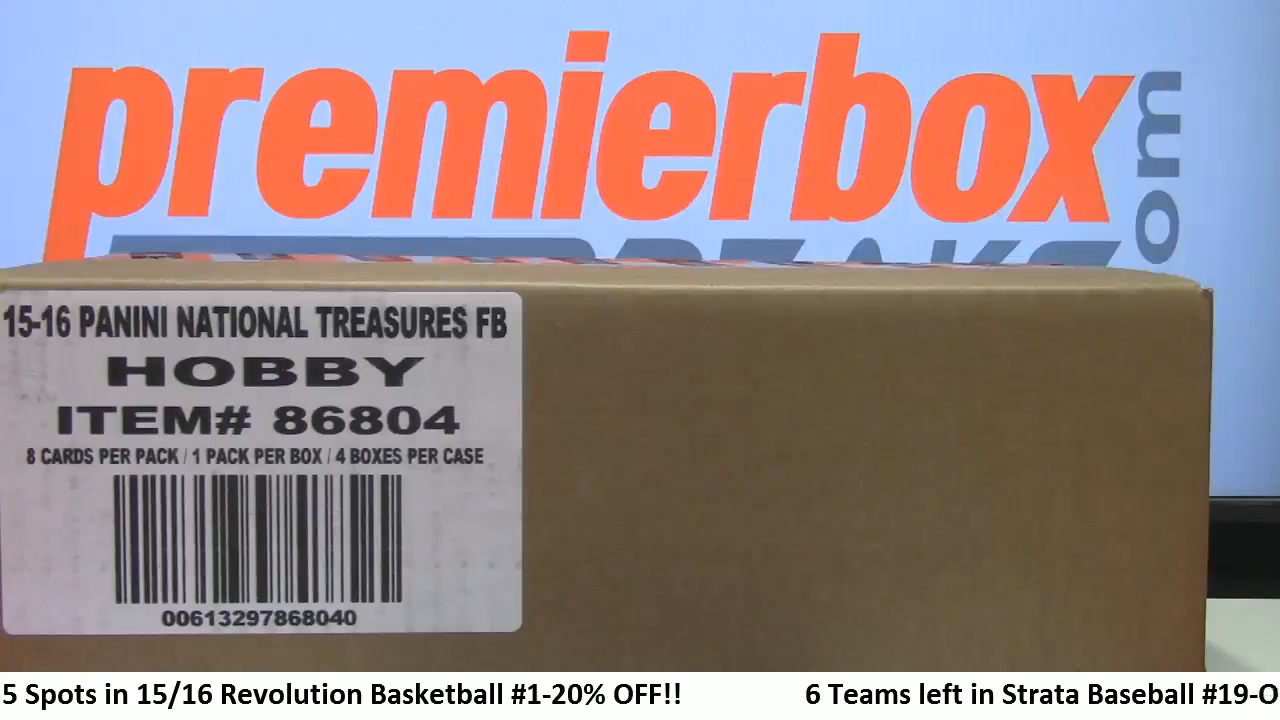 premierbox
om
15-16 PANINI NATIONAL TREASURES FB
HOBBY
ITEM# 86804
8 CARDS PER PACK / 1 PACK PER BOX / 4 BOXES PER CASE
00613297868040
5 Spots in 15/16 Revolution Basketball #1-20% OFF!! 6 Teams left in Strata Baseball #19-O